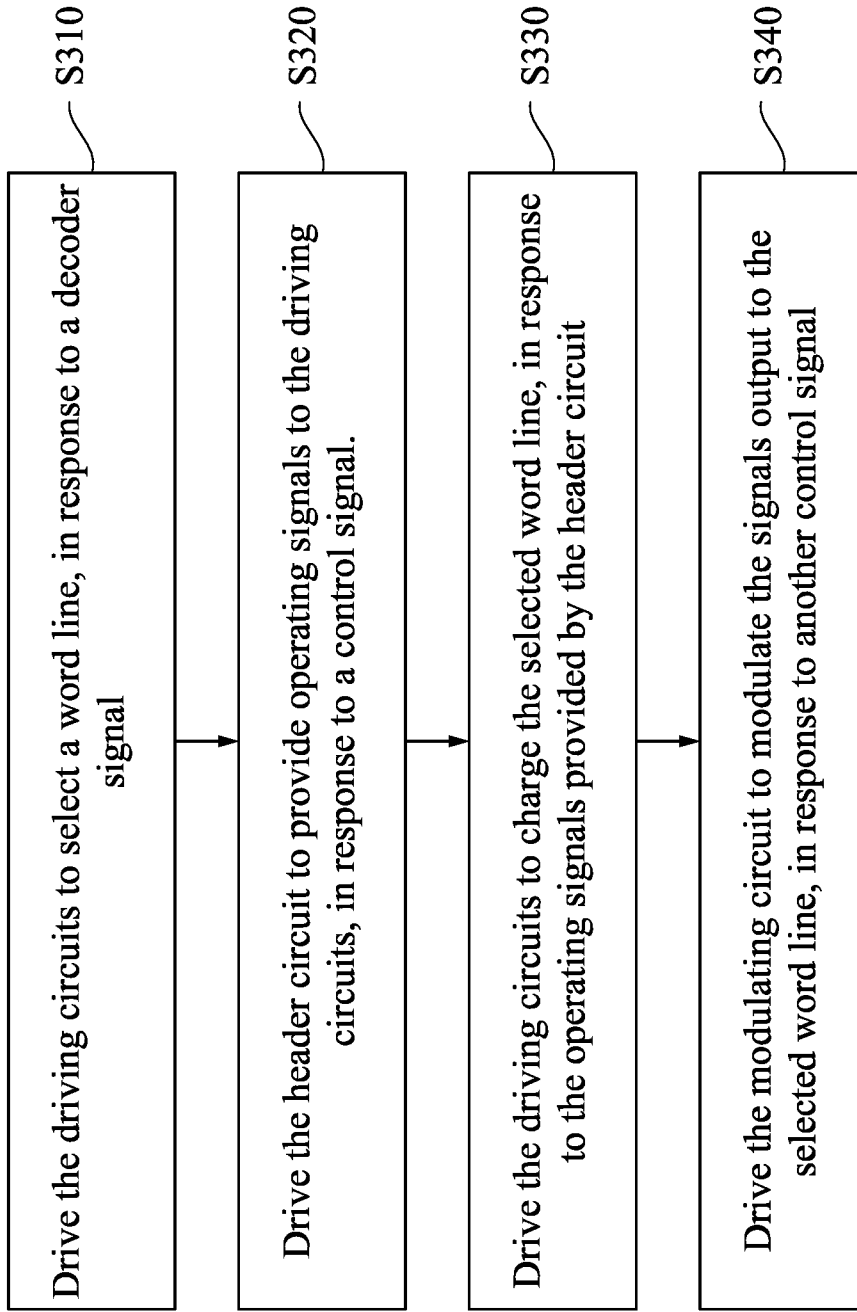 Drive the driving circuits to select a word line, in response to a decoder
signal
S310
Drive the header circuit to provide operating signals to the driving
circuits, in response to a control signal.
S320
Drive the driving circuits to charge the selected word line, in response
to the operating signals provided by the header circuit
S330
Drive the modulating circuit to modulate the signals output to the
selected word line, in response to another control signal
S340